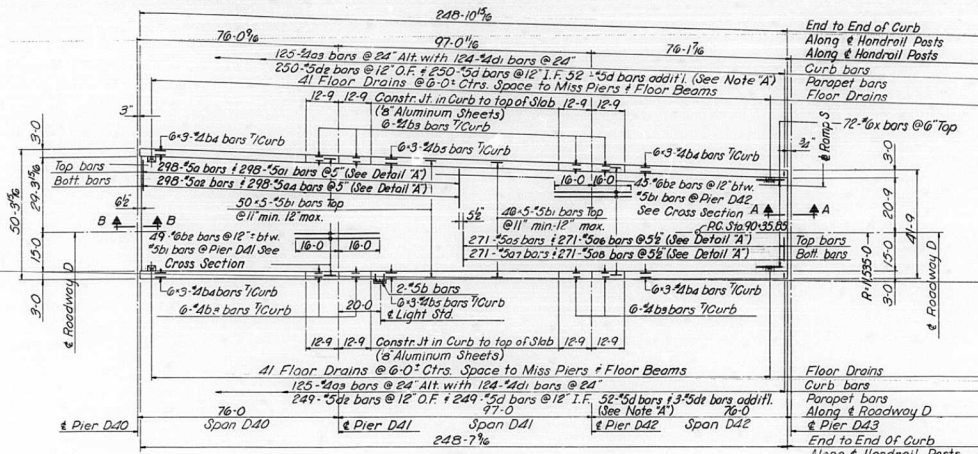 248-10 15/16
End to End of Curb
76-0 9/16
97-0 11/16
76-1 7/16
Along ℄ Handrail Posts
Along ℄ Handrail Posts
125-#4a3 bars @ 24" Alt. with 124-#4d1 bars @ 24"
Curb bars
250-#5d2 bars @ 12" O.F. & 250-#5d bars @ 12" I.F. 52-#5d bars addit'l. (See Note "A")
Parapet bars
41 Floor Drains @ 6-0± Ctrs. Space to Miss Piers & Floor Beams
Floor Drains
12-9 12-9 Constr. Jt. in Curb to top of Slab 12-9 12-9
(1/8" Aluminum Sheets)
3"
6-#4b3 bars T/Curb
72-#6x bars @ 6" Top
3/4"
℄ Ramp S
6×3-#4b4 bars T/Curb
6×3-#4b5 bars T/Curb
6×3-#4b4 bars T/Curb
3-0
3-0
Top bars
298-#5a bars & 298-#5a1 bars @ 5" (See Detail "A")
Bott. bars
298-#5a2 bars & 298-#5a4 bars @ 5" (See Detail "A")
16-0 16-0
45-#6b2 bars @ 12" btw.
#5b1 bars @ Pier D42
See Cross Section
50-3 15/16
29-3 15/16
20-9
41-9
6 1/2
50×5-#5b1 bars Top
@ 11" min. 12" max.
5 1/2
40×5-#5b1 bars Top
@ 11" min-12" max.
B B
A A
P.C. Sta. 90+35.65
49-#6b2 bars @ 12"± btw.
#5b1 bars @ Pier D41 See
Cross Section
16-0 16-0
271-#5a5 bars & 271-#5a6 bars @ 5 1/2" (See Detail "A")
Top bars
271-#5a7 bars & 271-#5a8 bars @ 5 1/2" (See Detail "A")
Bott. bars
15-0
15-0
R=11,535-0
3-0
3-0
℄ Roadway D
℄ Roadway D
6×3-#4b4 bars T/Curb
2-#5b bars
6×3-#4b5 bars T/Curb
6×3-#4b4 bars T/Curb
6-#4b3 bars T/Curb
20-0
℄ Light Std.
6-#4b3 bars T/Curb
12-9 12-9 Constr. Jt in Curb to top of Slab 12-9 12-9
(1/8" Aluminum Sheets)
41 Floor Drains @ 6-0± Ctrs. Space to Miss Piers & Floor Beams
Floor Drains
125-#4a3 bars @ 24" Alt. with 124-#4d1 bars @ 24"
Curb bars
249-#5d2 bars @ 12" O.F. & 249-#5d bars @ 12" I.F. 52-#5d bars & 3-#5d2 bars addit'l.
(See Note "A")
Parapet bars
76-0
97-0
76-0
Along ℄ Roadway D
℄ Pier D40
Span D40
℄ Pier D41
Span D41
℄ Pier D42
Span D42
℄ Pier D43
248-7 9/16
End to End Of Curb
Along ℄ Handrail Posts